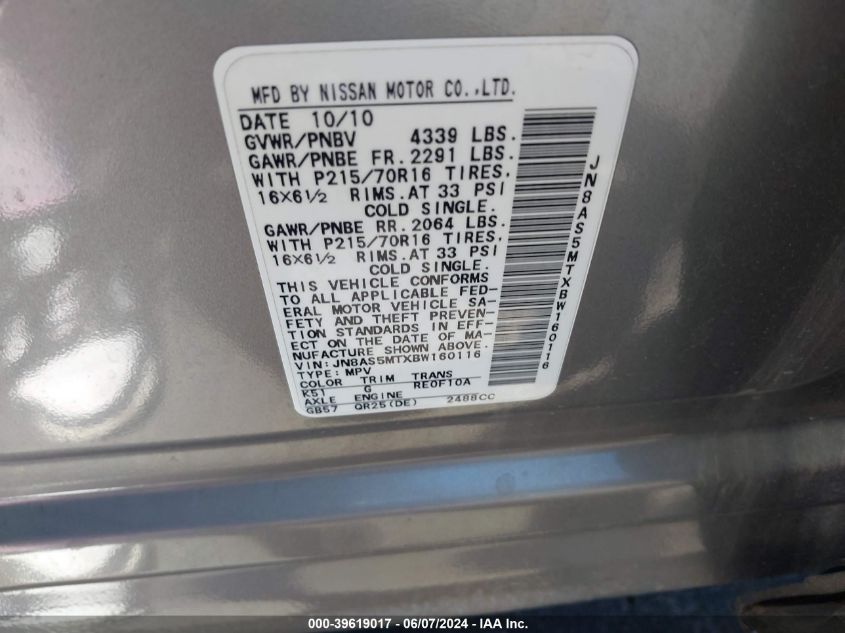 MFD BY NISSAN MOTOR CO.,LTD.
DATE 10/10
GVWR/PNBV 4339 LBS.
GAWR/PNBE FR. 2291 LBS.
WITH P215/70R16 TIRES,
16X6½ RIMS.AT 33 PSI
COLD SINGLE.
GAWR/PNBE RR. 2064 LBS.
WITH P215/70R16 TIRES,
16X6½ RIMS.AT 33 PSI
COLD SINGLE.
THIS VEHICLE CONFORMS
TO ALL APPLICABLE FED-
ERAL MOTOR VEHICLE SA-
FETY AND THEFT PREVEN-
TION STANDARDS IN EFF-
ECT ON THE DATE OF MA-
NUFACTURE SHOWN ABOVE.
VIN: JN8AS5MTXBW160116
TYPE: MPV
COLOR TRIM TRANS
K51 G RE0F10A
AXLE ENGINE
GB57 QR25(DE) 2488CC
JN8AS5MTXBW160116
000-39619017 - 06/07/2024 - © IAA Holdings, LLC.